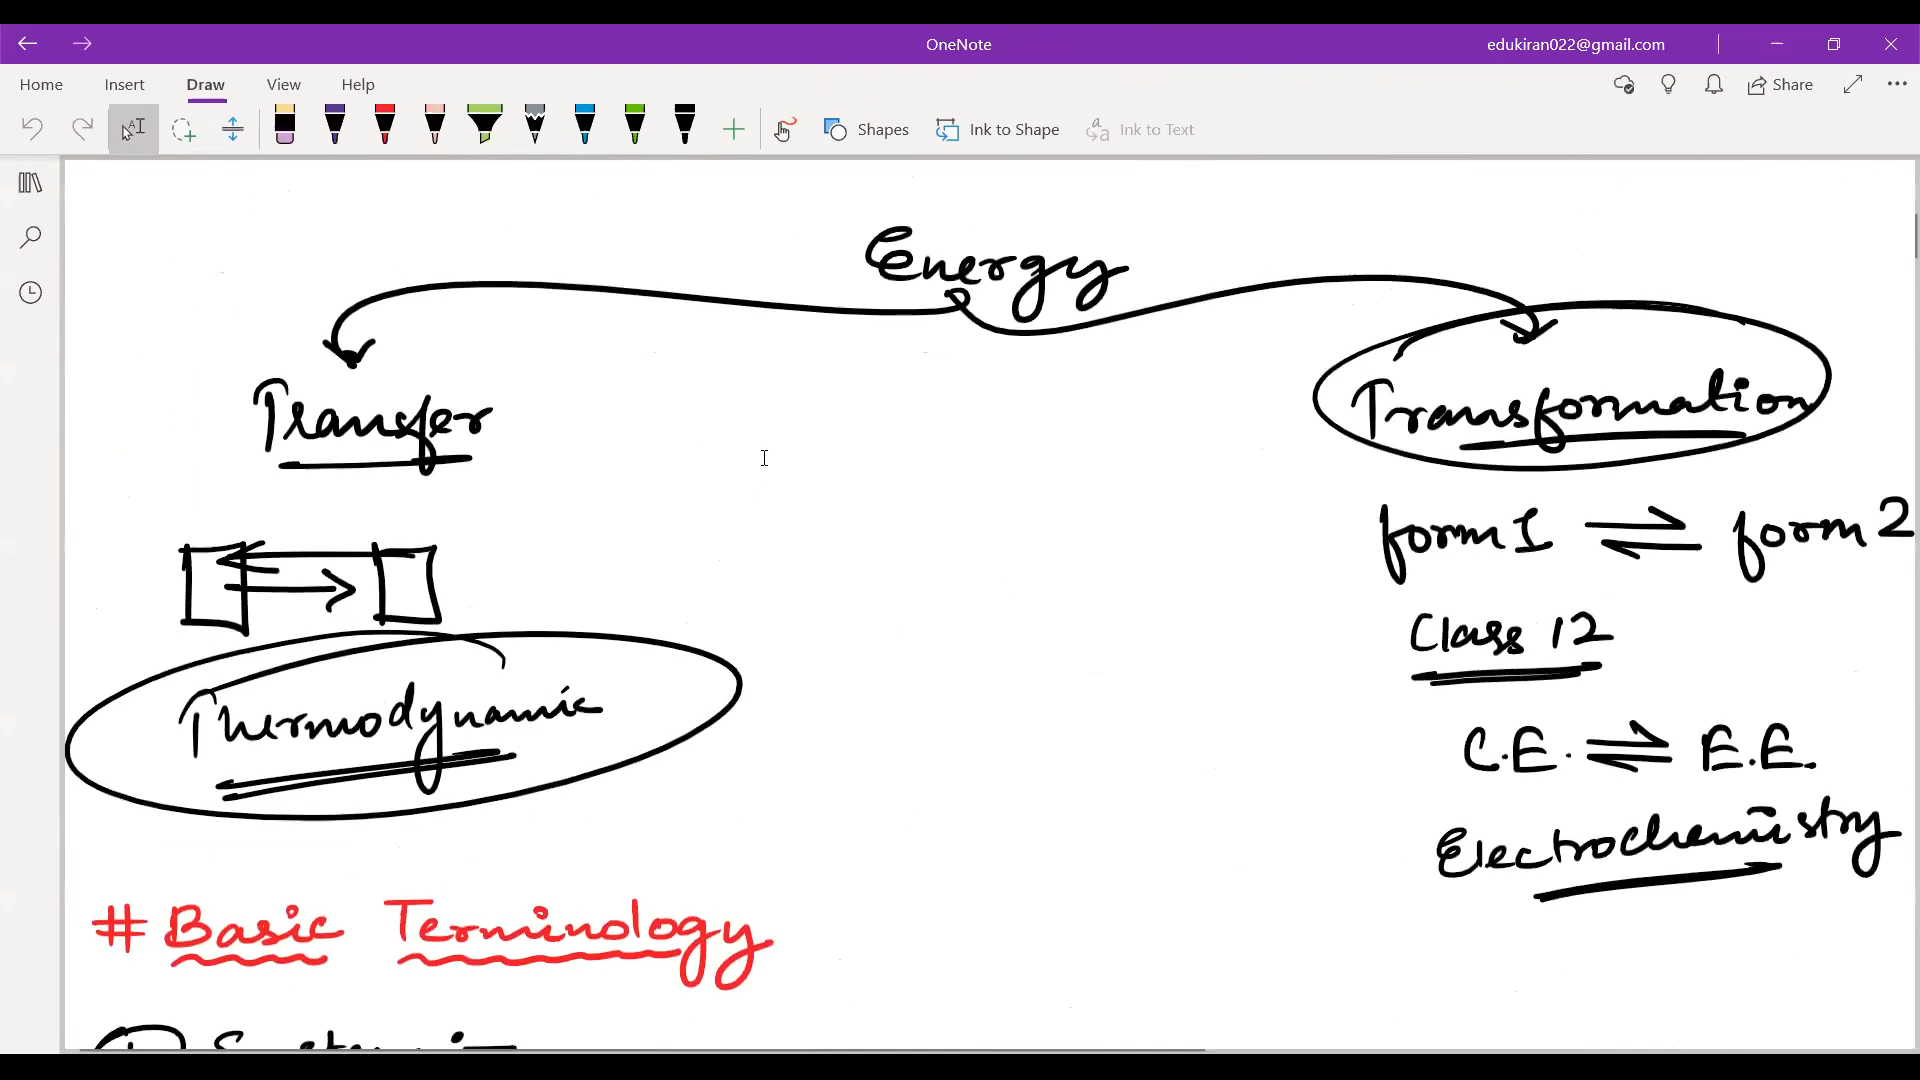 OneNote
edukiran022@gmail.com
Home Insert Draw View Help
Share
Shapes Ink to Shape Ink to Text
Energy
Transfer
Transformation
form 1 ⇌ form 2
Class 12
Thermodynamic
C.E. ⇌ E.E.
Electrochemistry
# Basic Terminology